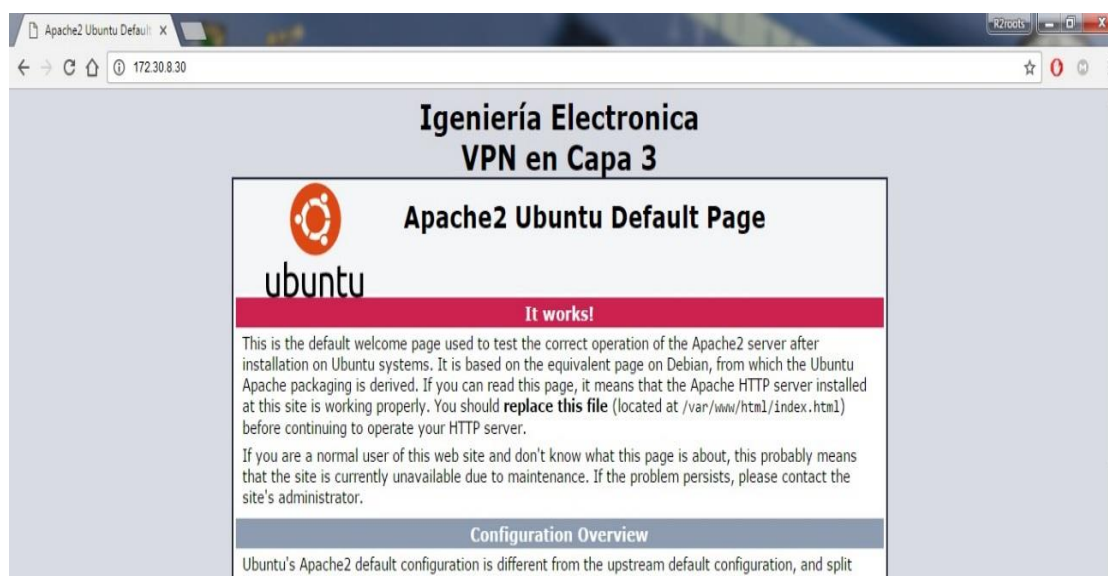 Apache2 Ubuntu Default
R2roots
172.30.8.30
Igeniería Electronica
VPN en Capa 3
ubuntu
Apache2 Ubuntu Default Page
It works!
This is the default welcome page used to test the correct operation of the Apache2 server after
installation on Ubuntu systems. It is based on the equivalent page on Debian, from which the Ubuntu
Apache packaging is derived. If you can read this page, it means that the Apache HTTP server installed
at this site is working properly. You should replace this file (located at /var/www/html/index.html)
before continuing to operate your HTTP server.
If you are a normal user of this web site and don't know what this page is about, this probably means
that the site is currently unavailable due to maintenance. If the problem persists, please contact the
site's administrator.
Configuration Overview
Ubuntu's Apache2 default configuration is different from the upstream default configuration, and split